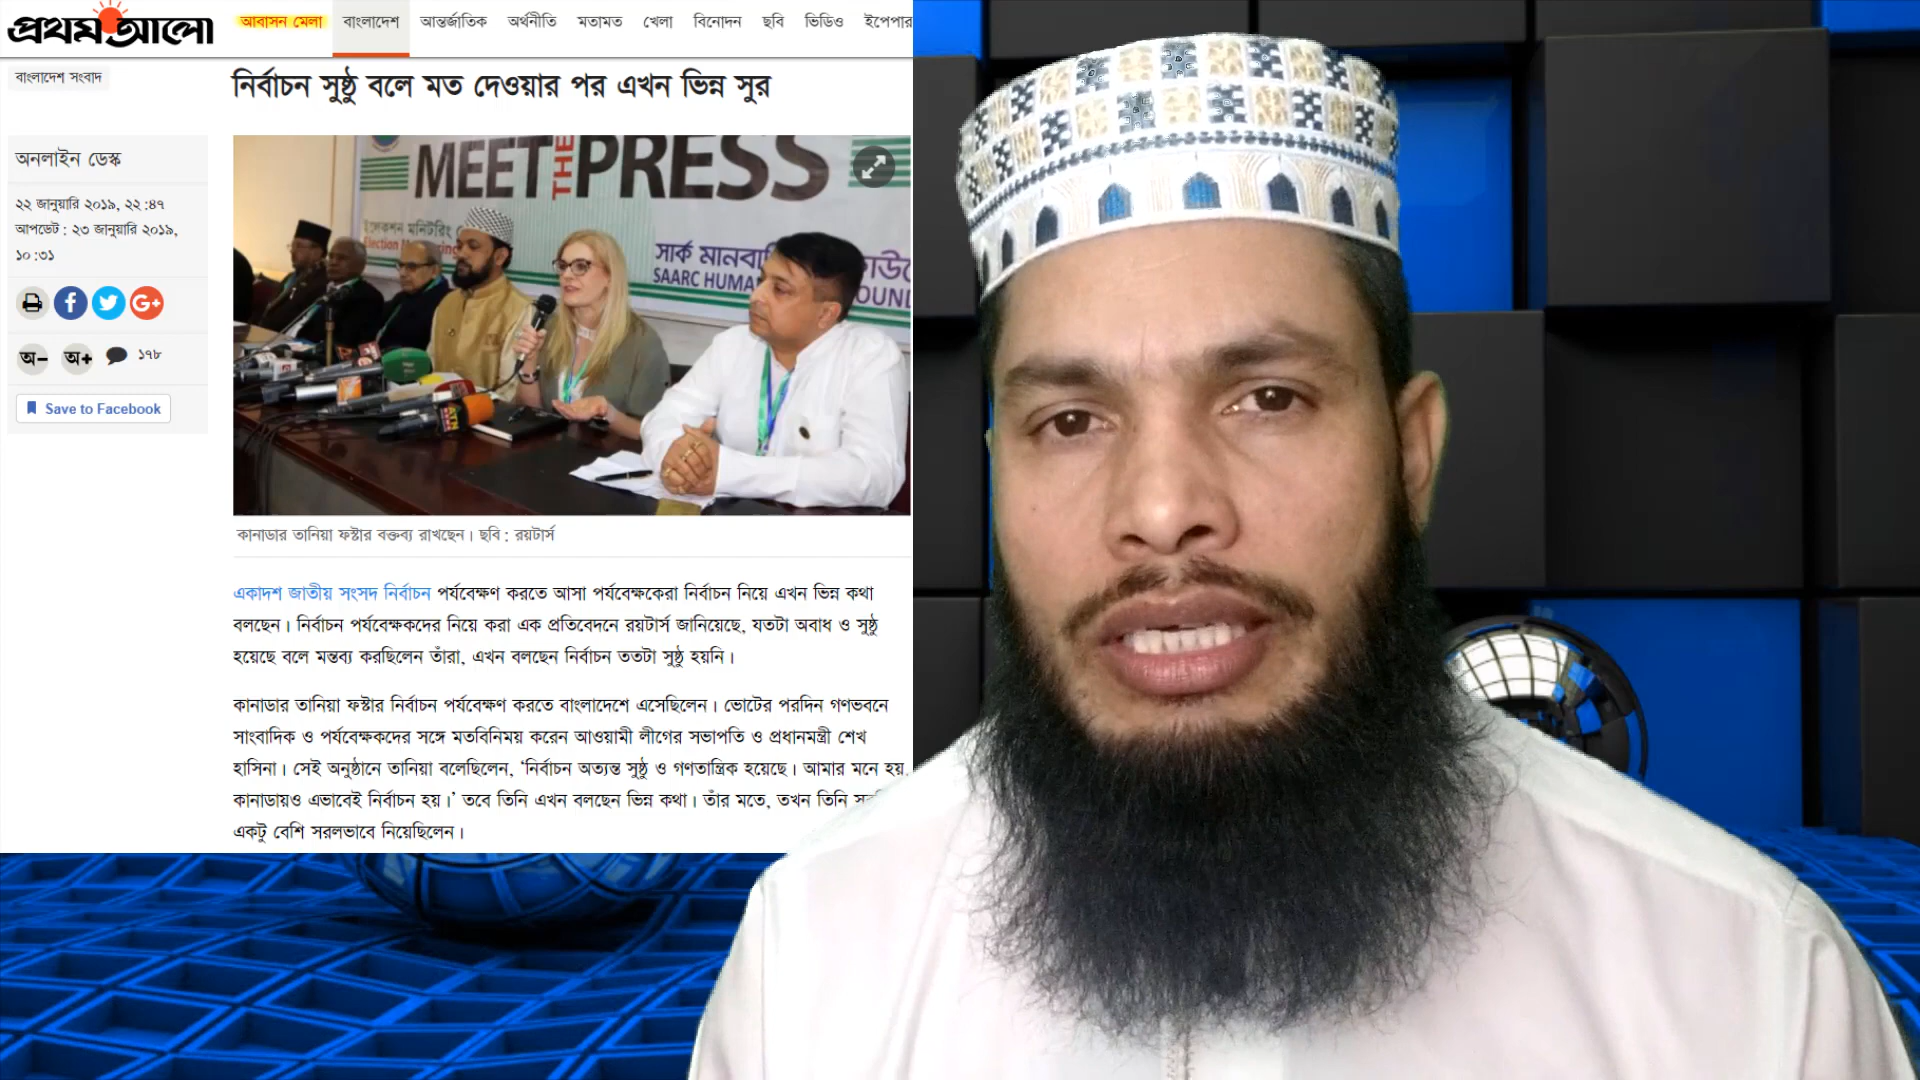 প্রথম আলো
আবাসন মেলা বাংলাদেশ আন্তর্জাতিক অর্থনীতি মতামত খেলা বিনোদন ছবি ভিডিও ইপেপার
বাংলাদেশ সংবাদ
নির্বাচন সুষ্ঠু বলে মত দেওয়ার পর এখন ভিন্ন সুর
অনলাইন ডেস্ক
২২ জানুয়ারি ২০১৯, ২২:৪৭
আপডেট: ২৩ জানুয়ারি ২০১৯,
১০:৩১
অ- অ+ ১৭৮
Save to Facebook
MEET THE PRESS
ইলেকশন মনিটরিং
Election Monitoring
সার্ক
SAARC
কানাডার তানিয়া ফস্টার বক্তব্য রাখছেন। ছবি: রয়টার্স
একাদশ জাতীয় সংসদ নির্বাচন পর্যবেক্ষণ করতে আসা পর্যবেক্ষকেরা নির্বাচন নিয়ে এখন ভিন্ন কথা
বলছেন। নির্বাচন পর্যবেক্ষকদের নিয়ে করা এক প্রতিবেদনে রয়টার্স জানিয়েছে, যতটা অবাধ ও সুষ্ঠু
হয়েছে বলে মন্তব্য করছিলেন তাঁরা, এখন বলছেন নির্বাচন ততটা সুষ্ঠু হয়নি।
কানাডার তানিয়া ফস্টার নির্বাচন পর্যবেক্ষণ করতে বাংলাদেশে এসেছিলেন। ভোটের পরদিন গণভবনে
সাংবাদিক ও পর্যবেক্ষকদের সঙ্গে মতবিনিময় করেন আওয়ামী লীগের সভাপতি ও প্রধানমন্ত্রী শেখ
হাসিনা। সেই অনুষ্ঠানে তানিয়া বলেছিলেন, ‘নির্বাচন অত্যন্ত সুষ্ঠু ও গণতান্ত্রিক হয়েছে। আমার মনে হয়,
কানাডায়ও এভাবেই নির্বাচন হয়।’ তবে তিনি এখন বলছেন ভিন্ন কথা। তাঁর মতে, তখন তিনি
একটু বেশি সরলভাবে নিয়েছিলেন।